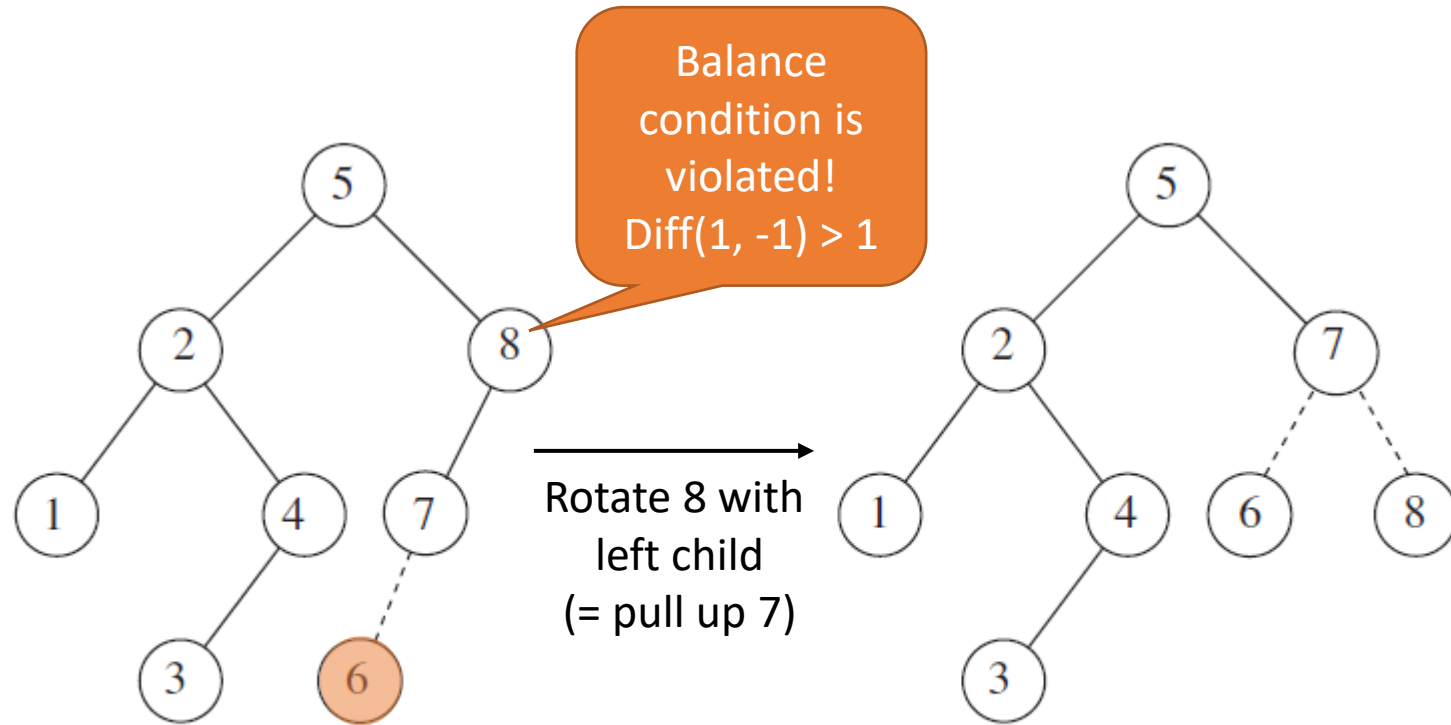 Balance
condition is
violated!
Diff(1, -1) > 1
5
2
8
1
4
7
3
6
Rotate 8 with
left child
(= pull up 7)
5
2
7
1
4
6
8
3